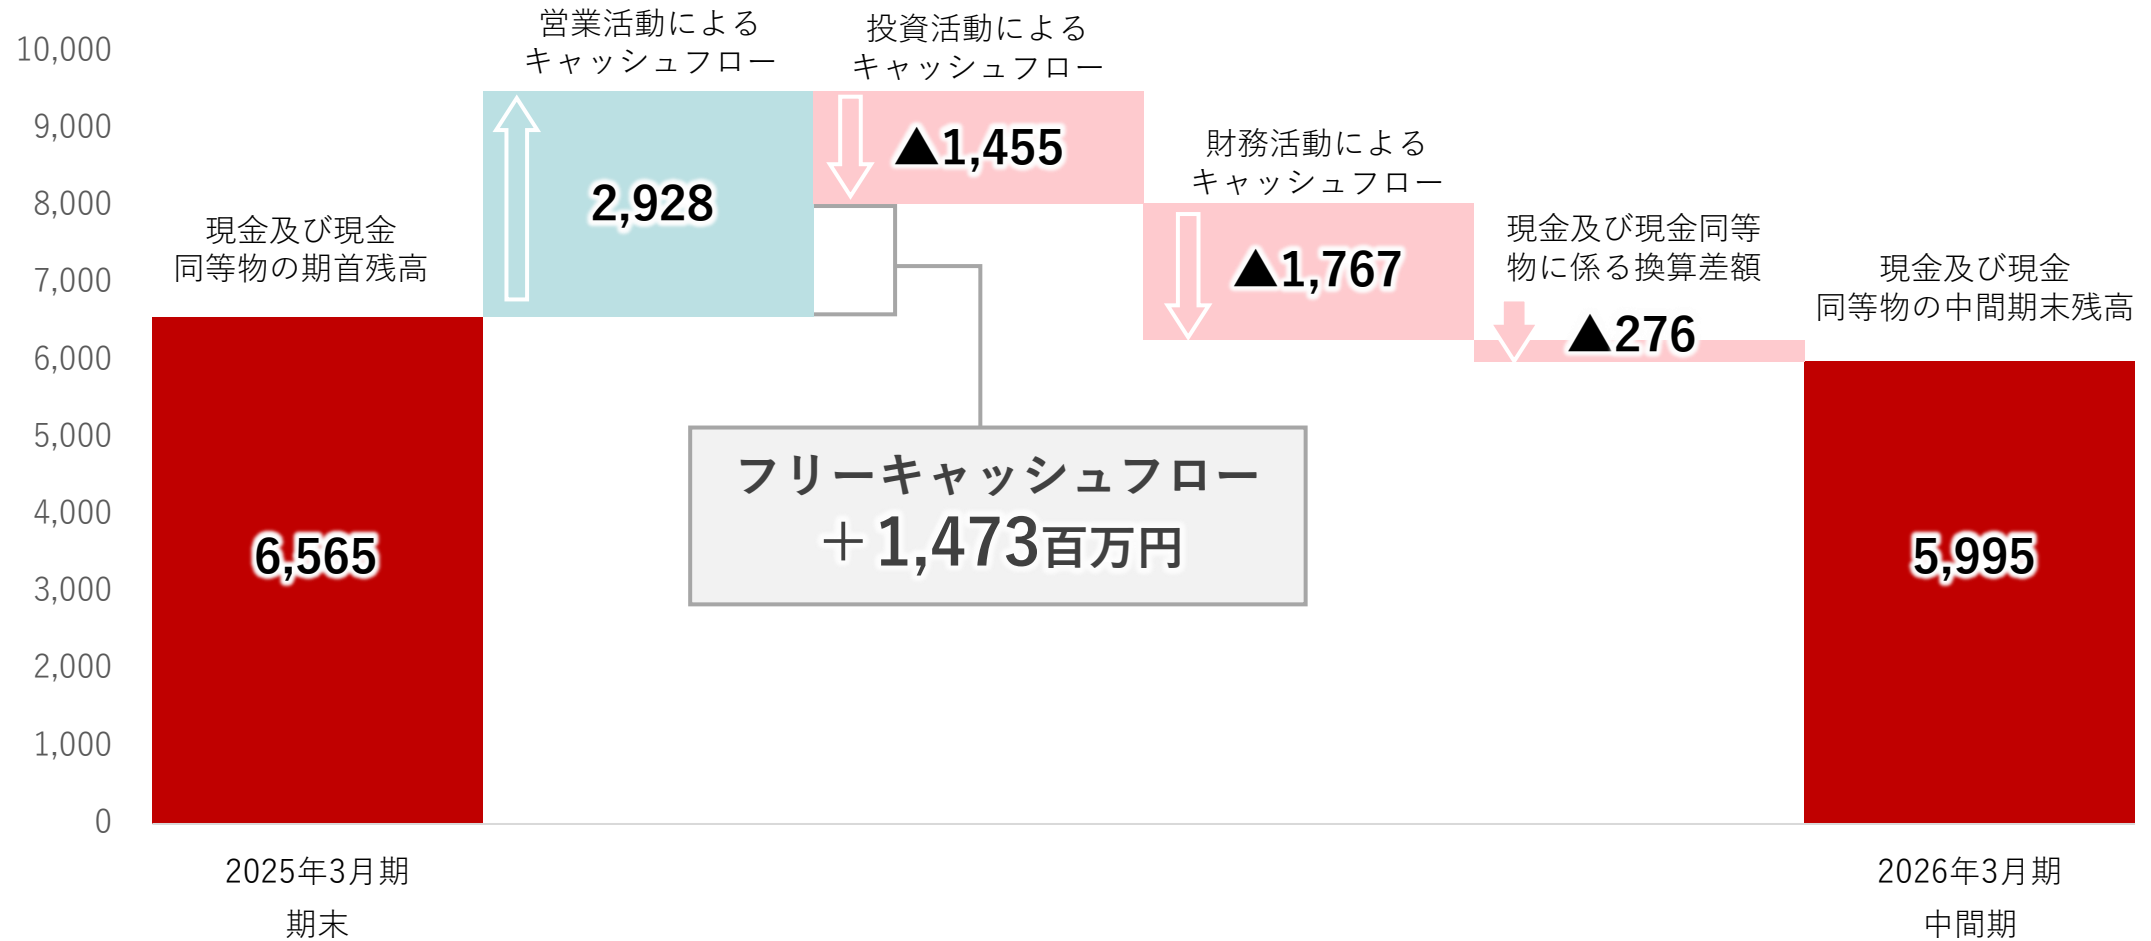 10,000
9,000
8,000
7,000
6,000
5,000
4,000
3,000
2,000
1,000
0
現金及び現金
同等物の期首残高
6,565
営業活動による
キャッシュフロー
2,928
投資活動による
キャッシュフロー
▲1,455
財務活動による
キャッシュフロー
▲1,767
現金及び現金同等
物に係る換算差額
▲276
現金及び現金
同等物の中間期末残高
5,995
フリーキャッシュフロー
＋1,473百万円
2025年3月期
期末
2026年3月期
中間期